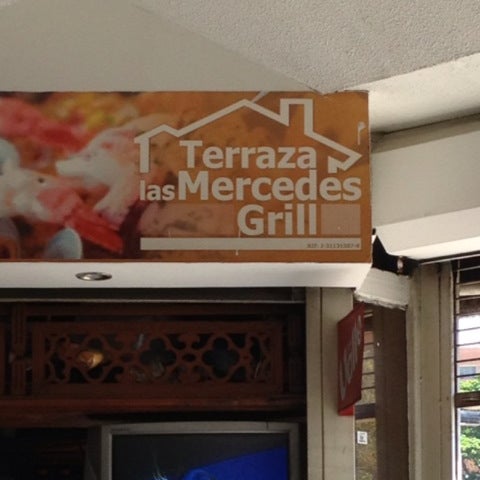 Terraza
las Mercedes
Grill